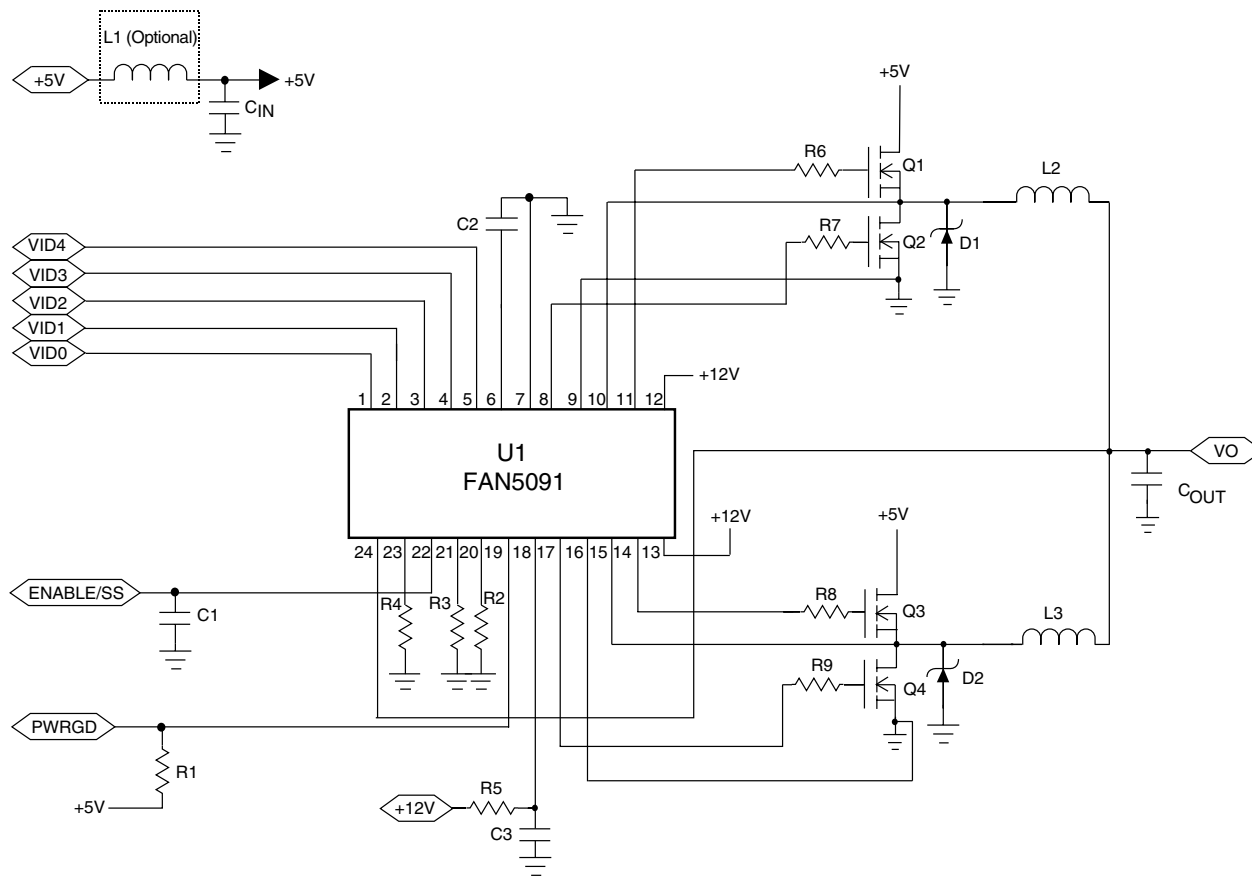 L1 (Optional)
+5V
+5V
CIN
+5V
R6
Q1
L2
C2
R7
Q2
D1
VID4
VID3
VID2
VID1
VID0
+12V
1 2 3 4 5 6 7 8 9 10 11 12
U1
FAN5091
VO
COUT
+12V
+5V
24 23 22 21 20 19 18 17 16 15 14 13
ENABLE/SS
C1
R4 R3 R2
R8
Q3
L3
R9
Q4
D2
PWRGD
R1
+5V
+12V
R5
C3